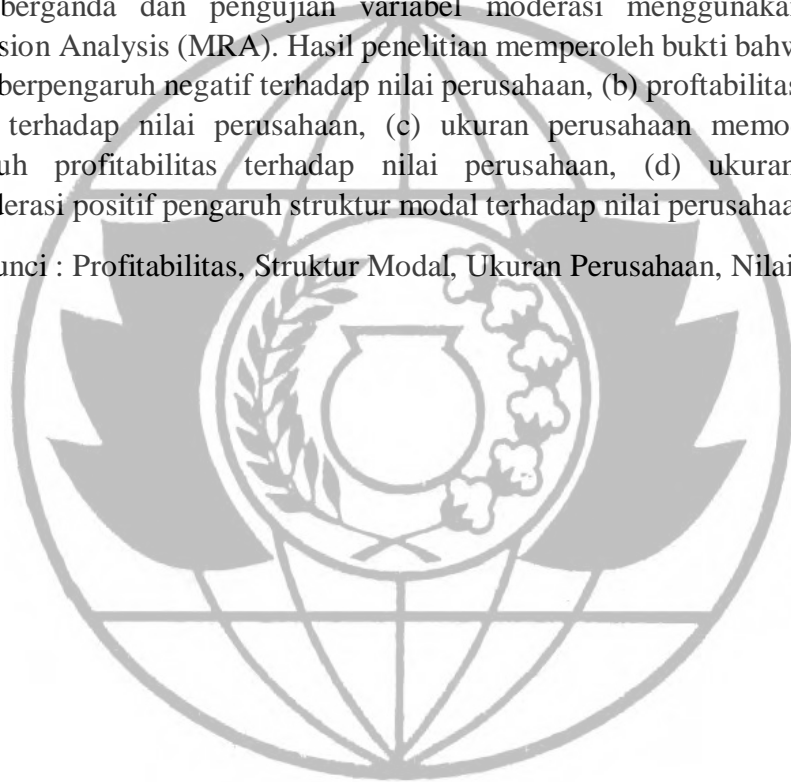 berganda dan pengujian variabel moderasi menggunaka
sion Analysis (MRA). Hasil penelitian memperoleh bukti bahw
berpengaruh negatif terhadap nilai perusahaan, (b) proftabilitas
terhadap nilai perusahaan, (c) ukuran perusahaan memo
uh profitabilitas terhadap nilai perusahaan, (d) ukuran
derasi positif pengaruh struktur modal terhadap nilai perusahaa
unci : Profitabilitas, Struktur Modal, Ukuran Perusahaan, Nilai